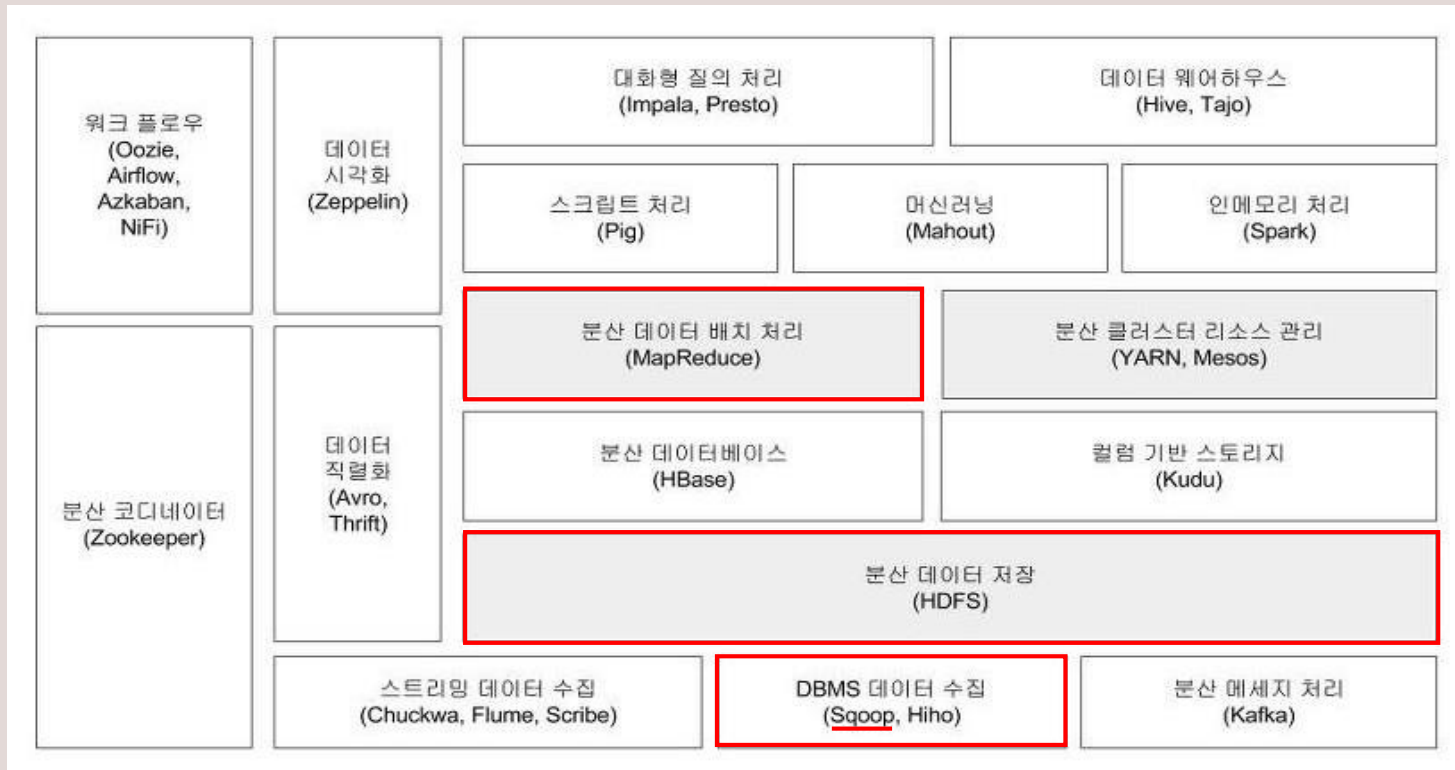 워크 플로우
(Oozie,
Airflow,
Azkaban,
NiFi)
데이터
시각화
(Zeppelin)
대화형 질의 처리
(Impala, Presto)
데이터 웨어하우스
(Hive, Tajo)
스크립트 처리
(Pig)
머신러닝
(Mahout)
인메모리 처리
(Spark)
분산 데이터 배치 처리
(MapReduce)
분산 클러스터 리소스 관리
(YARN, Mesos)
분산 코디네이터
(Zookeeper)
데이터
직렬화
(Avro,
Thrift)
분산 데이터베이스
(HBase)
컬럼 기반 스토리지
(Kudu)
분산 데이터 저장
(HDFS)
스트리밍 데이터 수집
(Chuckwa, Flume, Scribe)
DBMS 데이터 수집
(Sqoop, Hiho)
분산 메세지 처리
(Kafka)